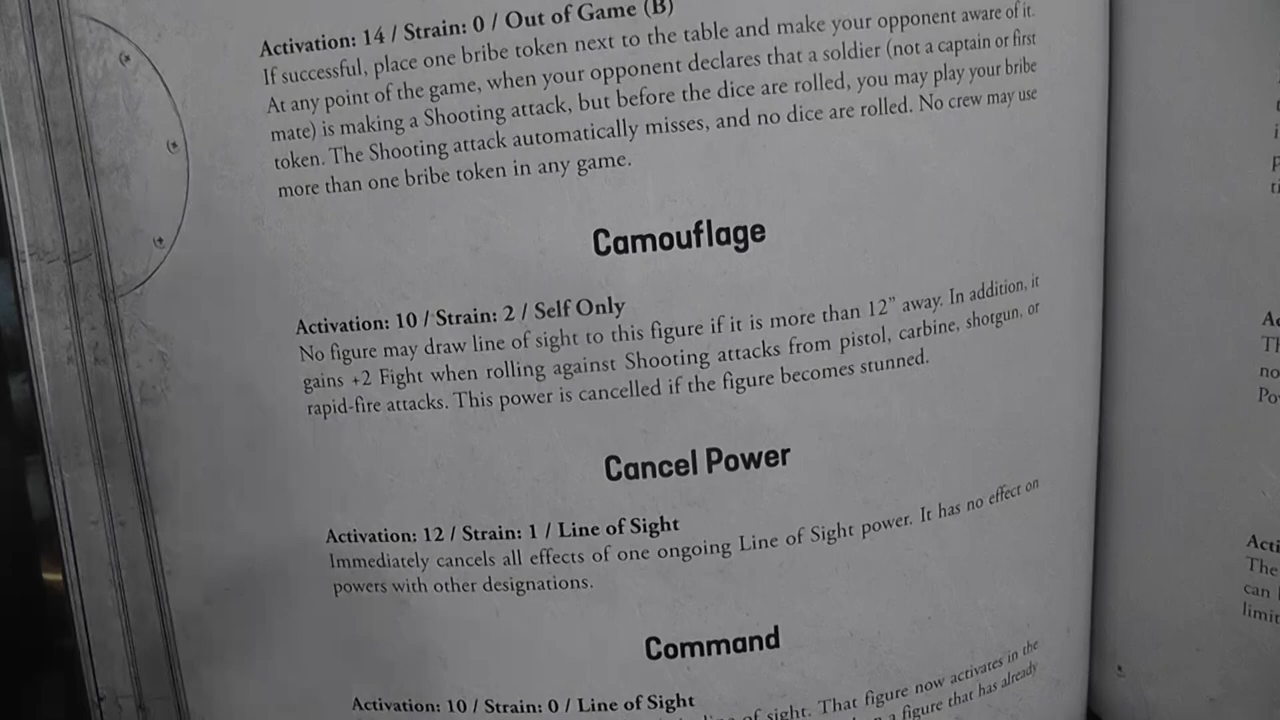 Activation: 14 / Strain: 0 / Out of Game (B)
If successful, place one bribe token next to the table and make your opponent aware of it.
At any point of the game, when your opponent declares that a soldier (not a captain or first
mate) is making a Shooting attack, but before the dice are rolled, you may play your bribe
token. The Shooting attack automatically misses, and no dice are rolled. No crew may use
more than one bribe token in any game.
Camouflage
Activation: 10 / Strain: 2 / Self Only
No figure may draw line of sight to this figure if it is more than 12” away. In addition, it
gains +2 Fight when rolling against Shooting attacks from pistol, carbine, shotgun, or
rapid-fire attacks. This power is cancelled if the figure becomes stunned.
Cancel Power
Activation: 12 / Strain: 1 / Line of Sight
Immediately cancels all effects of one ongoing Line of Sight power. It has no effect on
powers with other designations.
Command
Activation: 10 / Strain: 0 / Line of Sight
of sight. That figure now activates in the
a figure that has already
The
can